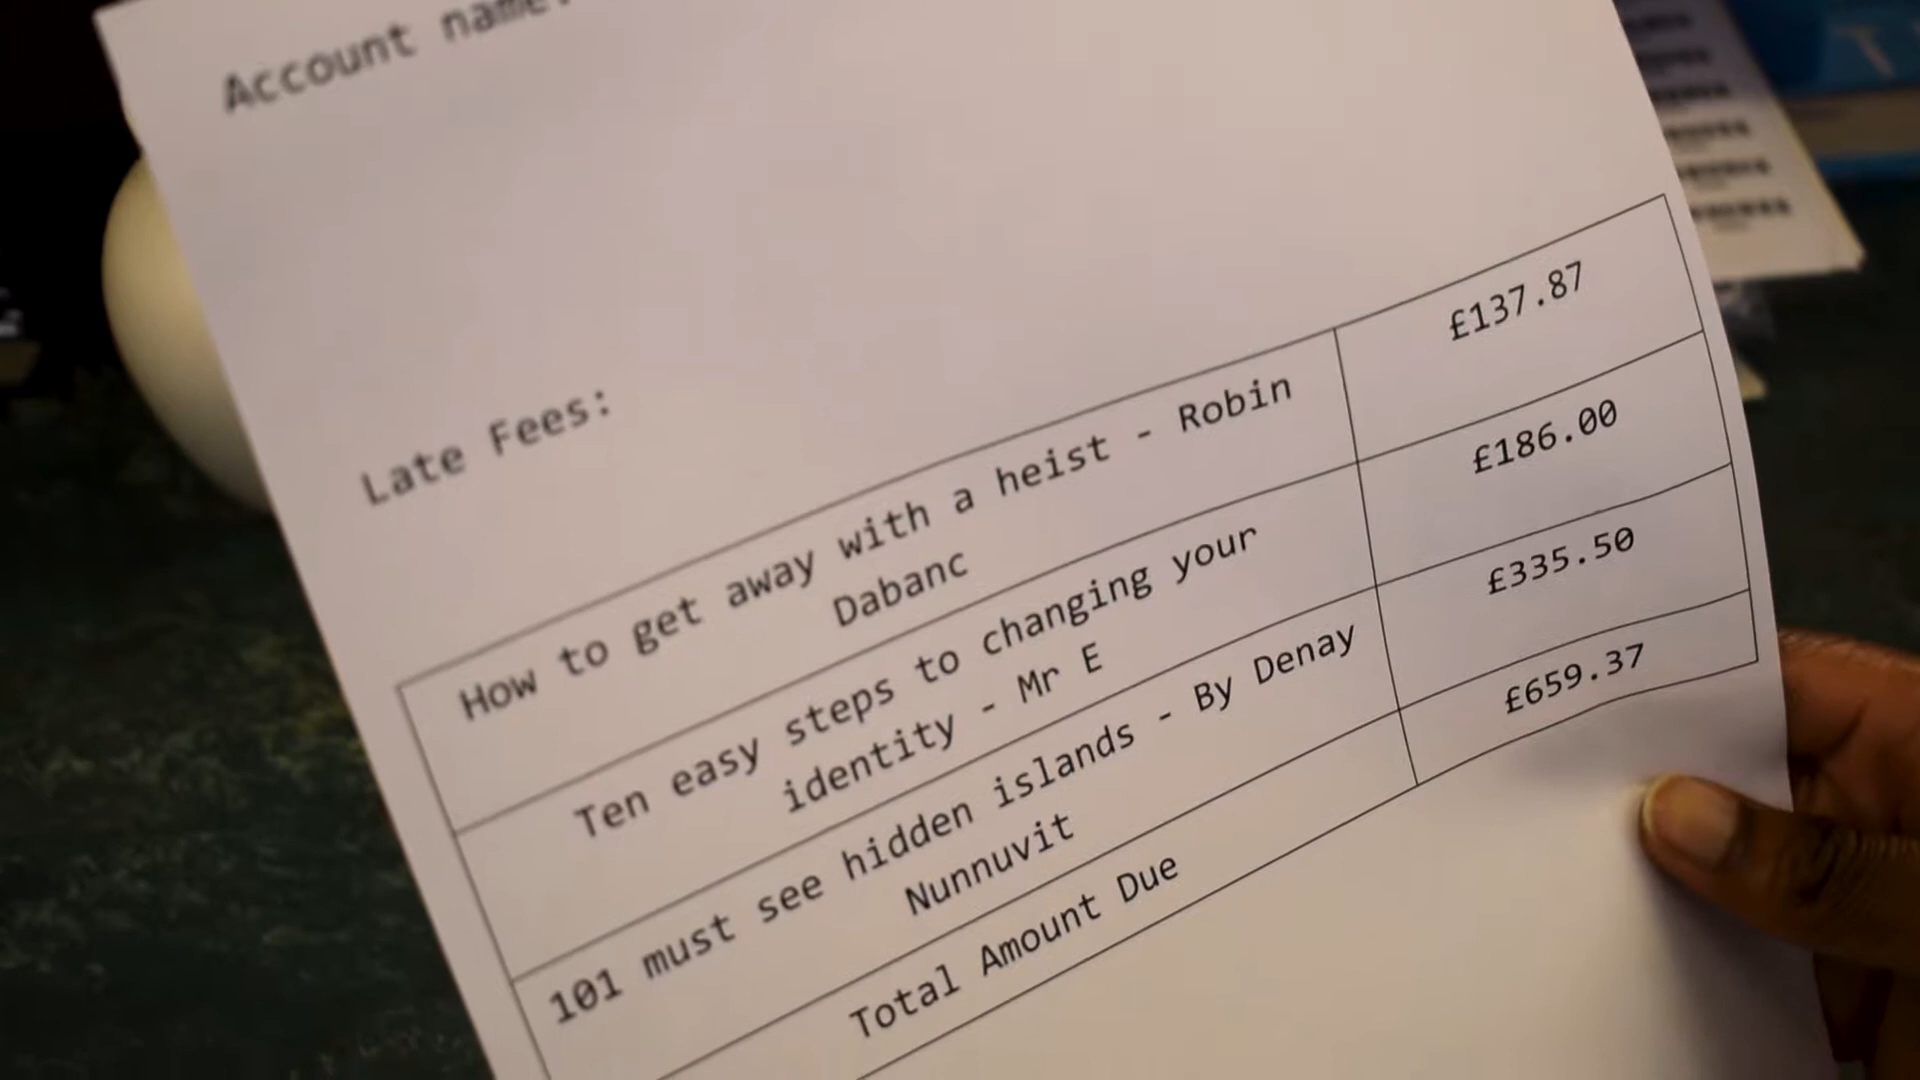 Account name:
Late Fees:
How to get away with a heist - Robin
Dabanc
£137.87
Ten easy steps to changing your
identity - Mr E
£186.00
101 must see hidden islands - By Denay
Nunnuvit
£335.50
Total Amount Due
£659.37